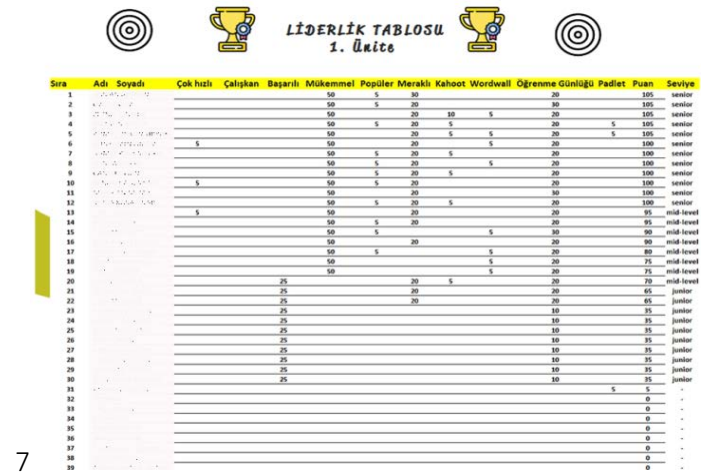 LİDERLİK TABLOSU
1. Ünite
Sıra Adı Soyadı Çok hızlı Çalışkan Başarılı Mükemmel Popüler Meraklı Kahoot Wordwall Öğrenme Günlüğü Padlet Puan Seviye
1 50 5 30 20 105 senior
2 50 5 20 30 105 senior
3 50 20 10 5 20 105 senior
4 50 5 20 5 20 5 105 senior
5 50 20 5 5 20 5 105 senior
6 5 50 20 5 20 100 senior
7 50 5 20 5 20 100 senior
8 50 5 20 5 20 100 senior
9 50 5 20 5 20 100 senior
10 5 50 5 20 20 100 senior
11 50 20 30 100 senior
12 50 5 20 5 20 100 senior
13 5 50 20 20 95 mid-level
14 50 5 20 20 95 mid-level
15 50 5 5 30 90 mid-level
16 50 20 20 90 mid-level
17 50 5 5 20 80 mid-level
18 50 5 20 75 mid-level
19 50 5 20 75 mid-level
20 25 20 5 20 70 mid-level
21 25 20 20 65 junior
22 25 20 20 65 junior
23 25 10 35 junior
24 25 10 35 junior
25 25 10 35 junior
26 25 10 35 junior
27 25 10 35 junior
28 25 10 35 junior
29 25 10 35 junior
30 25 10 35 junior
31 5 5 -
32 0 -
33 0 -
34 0 -
35 0 -
36 0 -
37 0 -
38 0 -
39 0 -
7